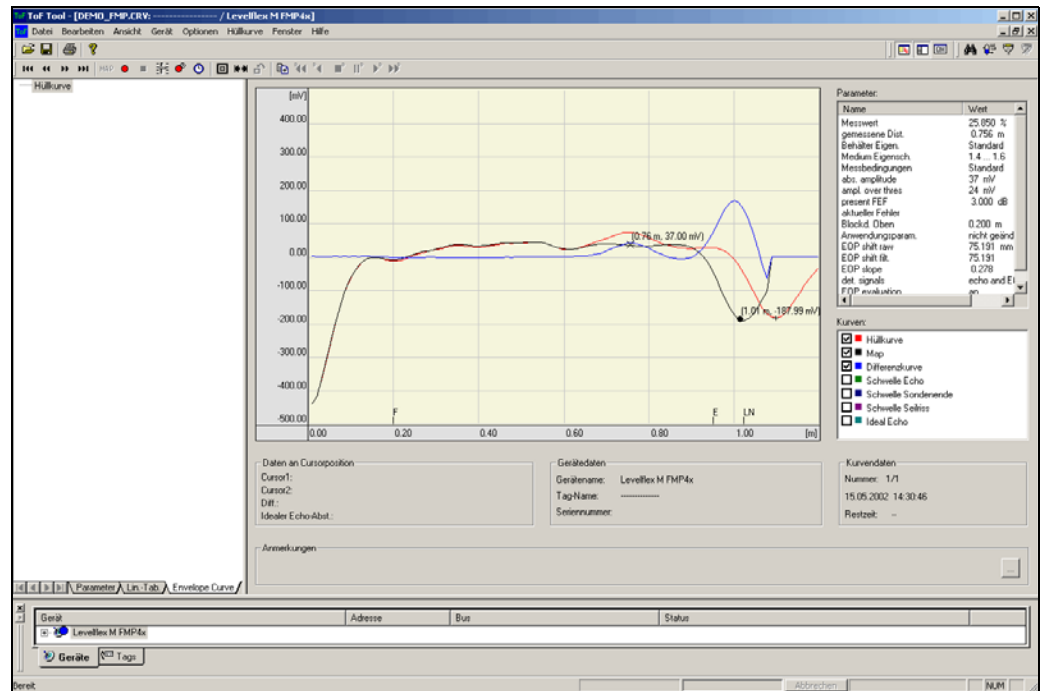 ToF Tool - [DEMO_FMP.CRV: ---------------- / Levelflex M FMP4x]
Datei Bearbeiten Ansicht Gerät Optionen Hüllkurve Fenster Hilfe
MAP
Hüllkurve
[mV]
400.00
300.00
200.00
100.00
0.00
-100.00
-200.00
-300.00
-400.00
-500.00
(0.76 m, 37.00 mV)
(1.01 m, -187.99 mV)
F E LN
0.00 0.20 0.40 0.60 0.80 1.00 [m]
Parameter:
Name Wert
Messwert 25.850 %
gemessene Dist. 0.756 m
Behälter Eigen. Standard
Medium Eigensch. 1.4 ... 1.6
Messbedingungen Standard
abs. amplitude 37 mV
ampl. over thres 24 mV
present FEF 3.000 dB
aktueller Fehler
Blockd. Oben 0.200 m
Anwendungsparam. nicht geänd
EOP shift raw 75.191 mm
EOP shift filt. 75.191
EOP slope 0.278
det. signals echo and E
EOP evaluation an
Kurven:
Hüllkurve
Map
Differenzkurve
Schwelle Echo
Schwelle Sondenende
Schwelle Seilriss
Ideal Echo
Daten an Cursorposition
Cursor1:
Cursor2:
Diff.:
Idealer Echo-Abst.:
Gerätedaten
Gerätename: Levelflex M FMP4x
Tag-Name: -------------
Seriennummer:
Kurvendaten
Nummer: 1/1
15.05.2002 14:30:46
Restzeit: --
Anmerkungen
...
Parameter Lin.-Tab. Envelope Curve
Gerät Adresse Bus Status
Levelflex M FMP4x
Geräte Tags
Bereit Abbrechen NUM